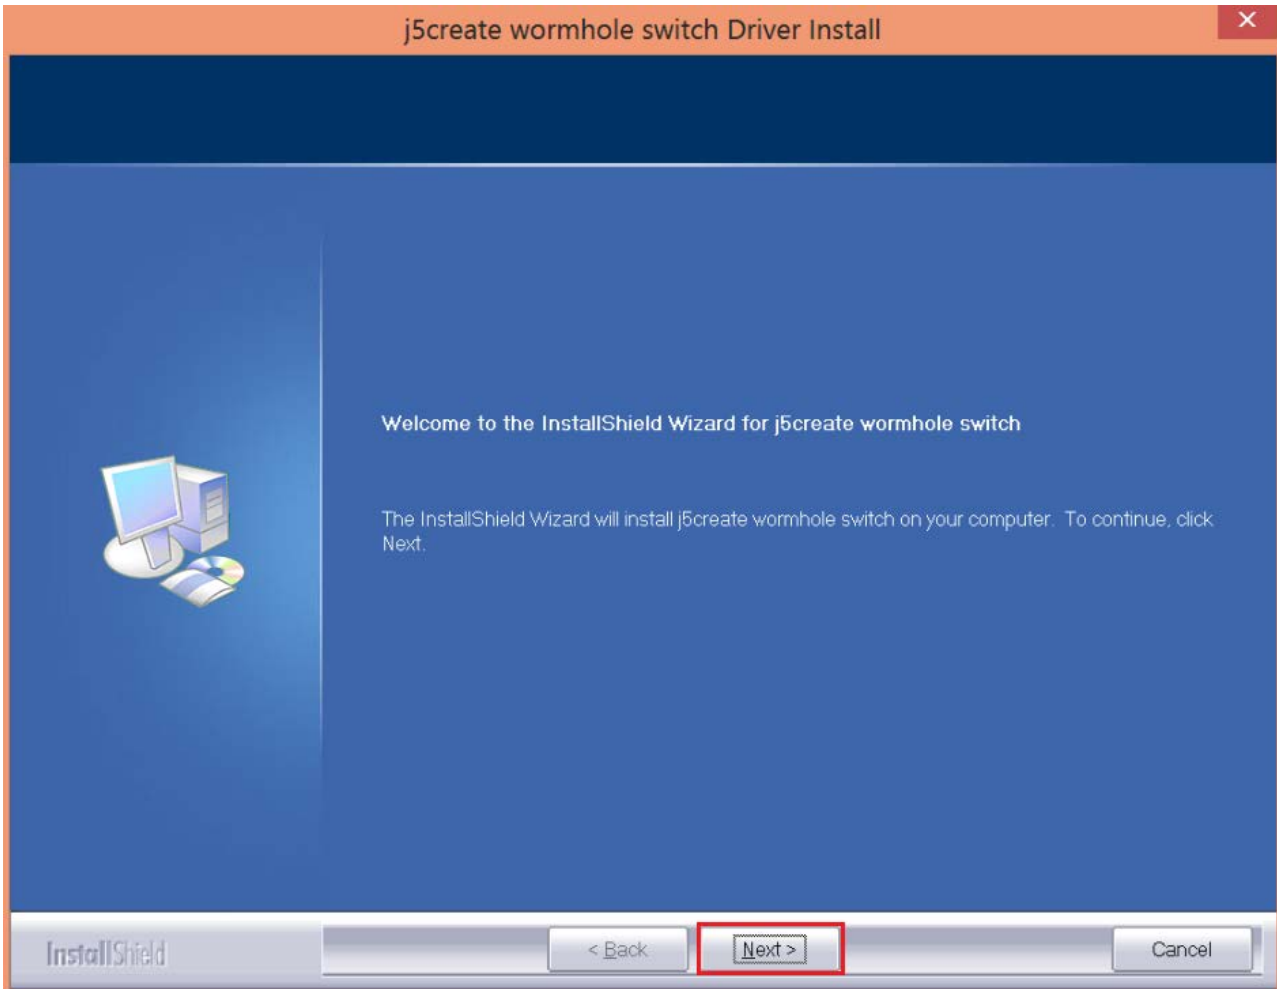 j5create wormhole switch Driver Install
Welcome to the InstallShield Wizard for j5create wormhole switch
The InstallShield Wizard will install j5create wormhole switch on your computer. To continue, click
Next.
InstallShield
< Back
Next >
Cancel